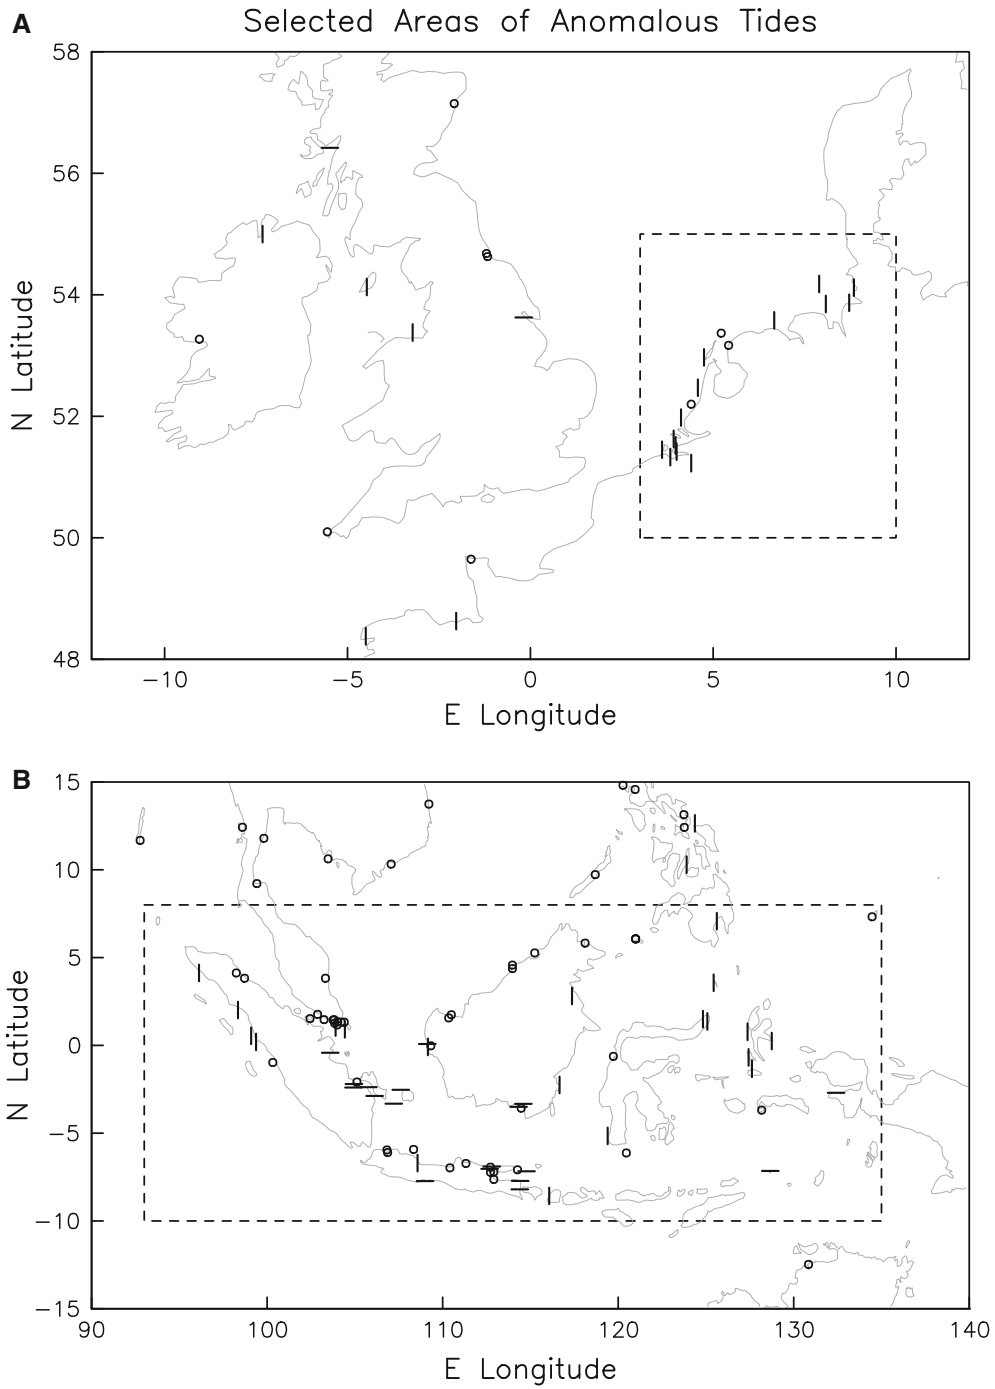 A
Selected Areas of Anomalous Tides
58
56
54
52
50
48
N Latitude
−10 −5 0 5 10
E Longitude
B
15
10
5
0
−5
−10
−15
N Latitude
90 100 110 120 130 140
E Longitude